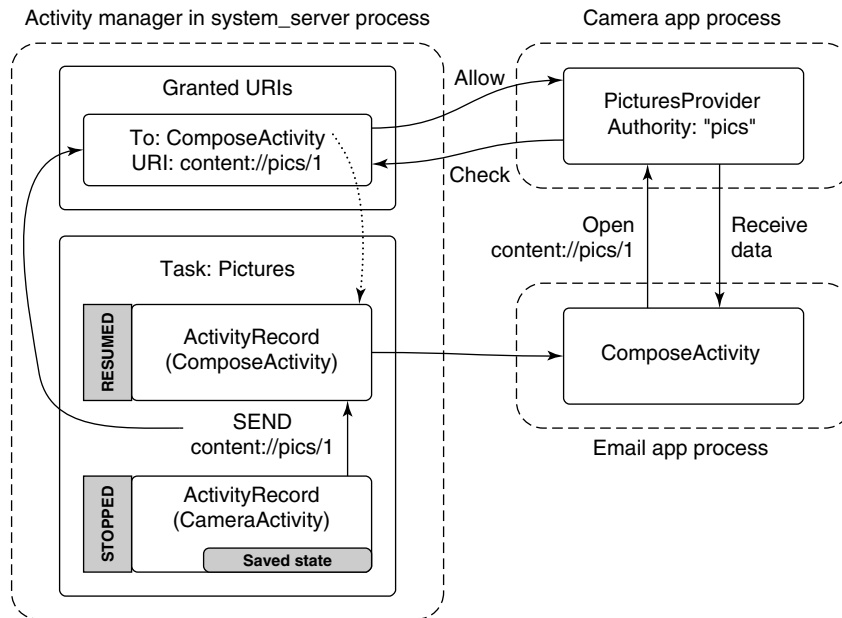 Activity manager in system_server process
Camera app process
Granted URIs
To: ComposeActivity
URI: content://pics/1
Allow
Check
PicturesProvider
Authority: "pics"
Open
content://pics/1
Receive
data
Task: Pictures
RESUMED
ActivityRecord
(ComposeActivity)
ComposeActivity
SEND
content://pics/1
Email app process
STOPPED
ActivityRecord
(CameraActivity)
Saved state